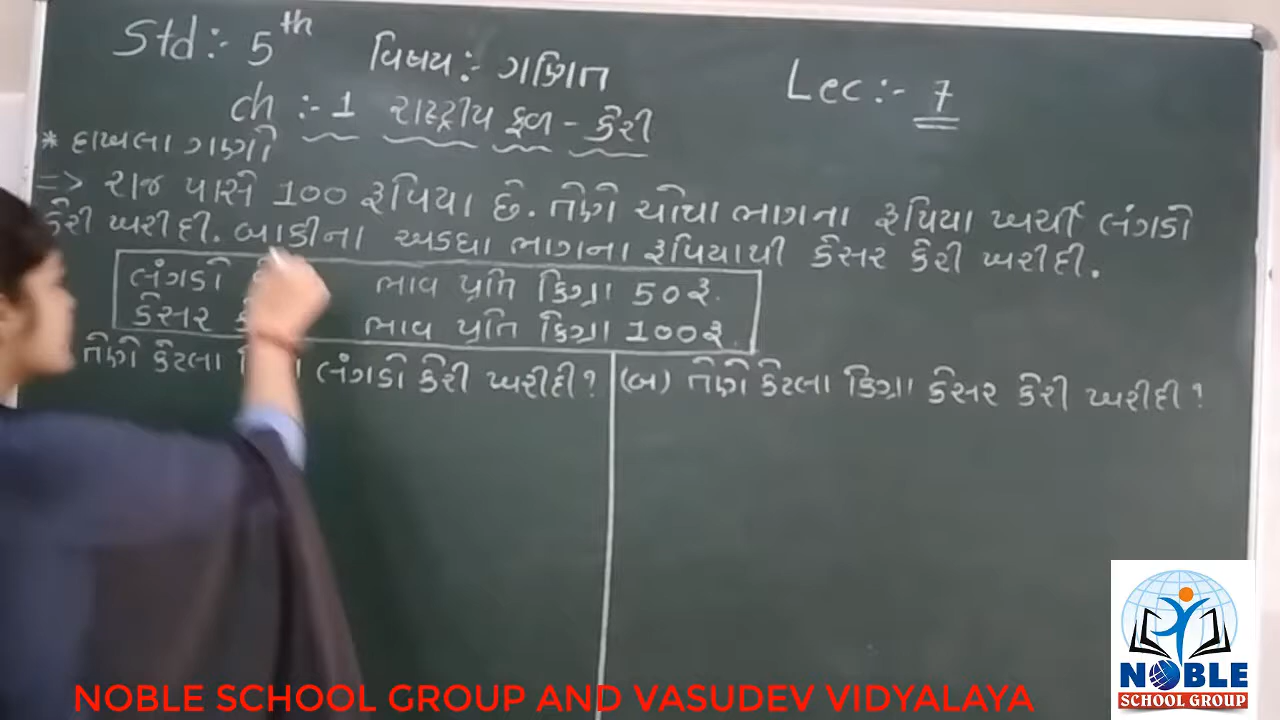 Std:- 5th વિષય:- ગણિત Lec:- 7
ch :- 1 રાષ્ટ્રીય ફળ - કેરી
* દાખલા ગણો
=> રાજ પાસે 100 રૂપિયા છે. તેણે ચોથા ભાગના રૂપિયા ખર્ચી લંગડો
કેરી ખરીદી. બાકીના અડધા ભાગના રૂપિયાથી કેસર કેરી ખરીદી.
લંગડો ભાવ પ્રતિ કિગ્રા 50રૂ.
કેસર ભાવ પ્રતિ કિગ્રા 100રૂ.
તેણે કેટલા લંગડો કેરી ખરીદી?
(બ) તેણે કેટલા કિગ્રા કેસર કેરી ખરીદી?
NOBLE
SCHOOL GROUP
NOBLE SCHOOL GROUP AND VASUDEV VIDYALAYA